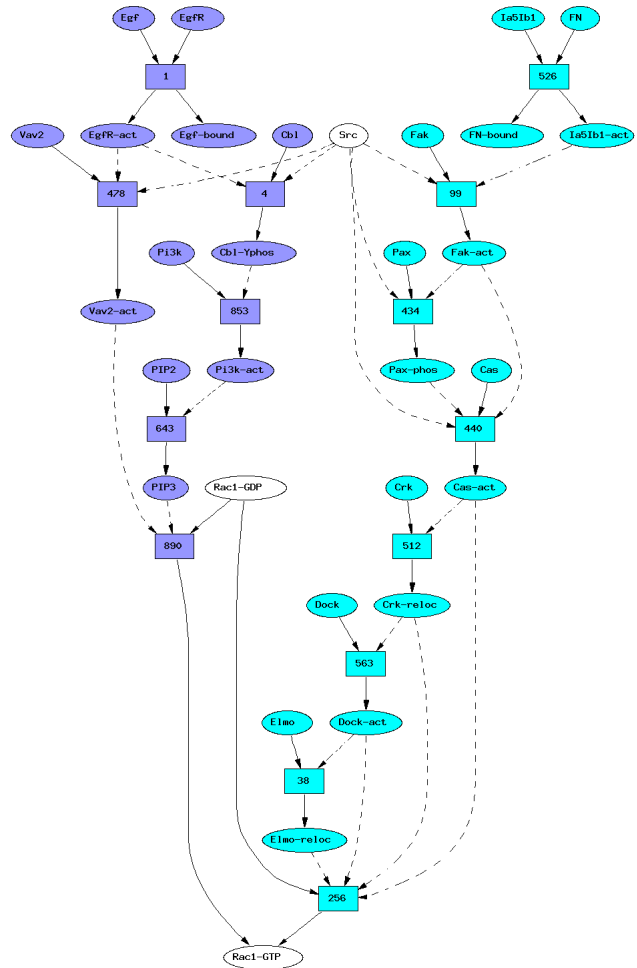 Egf
EgfR
Ia5Ib1
FN
1
526
Vav2
EgfR-act
Egf-bound
Cbl
Src
Fak
FN-bound
Ia5Ib1-act
478
4
99
Pi3k
Cbl-Yphos
Pax
Fak-act
Vav2-act
853
434
PIP2
Pi3k-act
Pax-phos
Cas
643
440
PIP3
Rac1-GDP
Crk
Cas-act
890
512
Dock
Crk-reloc
563
Elmo
Dock-act
38
Elmo-reloc
256
Rac1-GTP